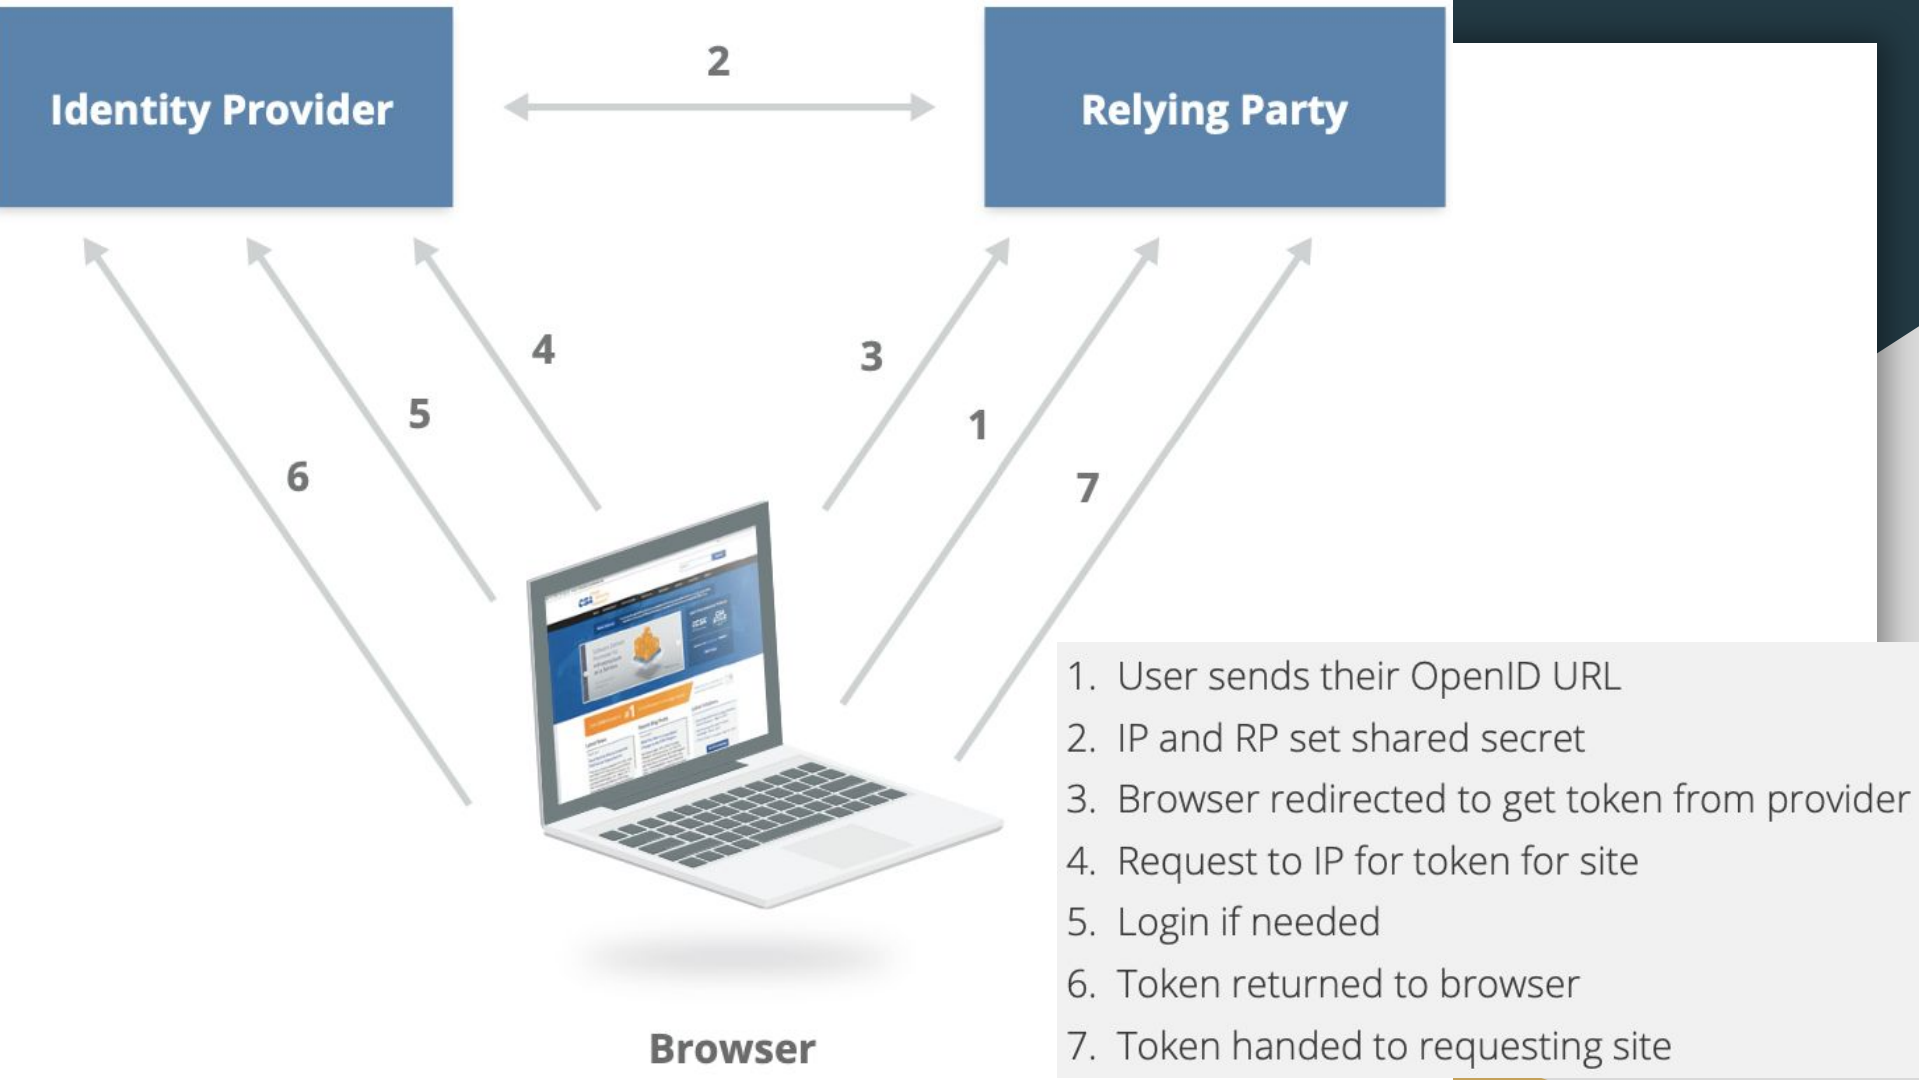 Identity Provider
2
Relying Party
4
3
5
1
6
7
1. User sends their OpenID URL
2. IP and RP set shared secret
3. Browser redirected to get token from provider
4. Request to IP for token for site
5. Login if needed
6. Token returned to browser
7. Token handed to requesting site
Browser